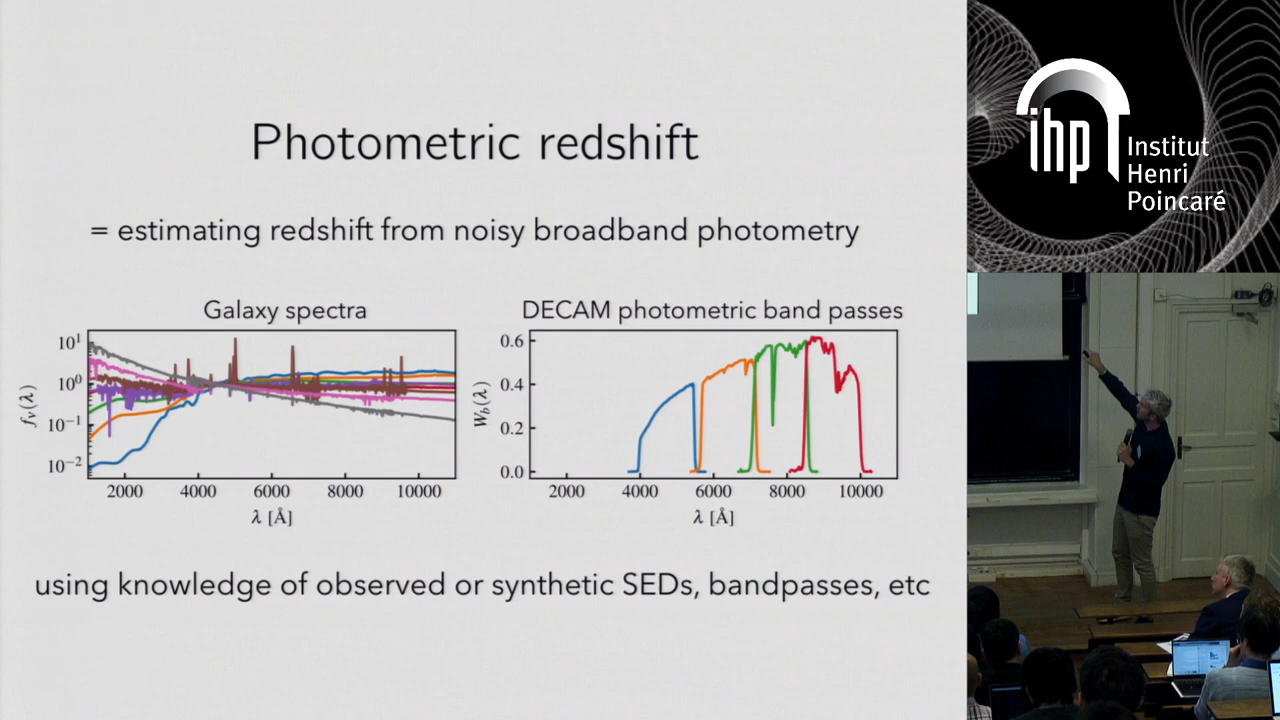 Photometric redshift
= estimating redshift from noisy broadband photometry
Galaxy spectra
10¹
10⁰
10⁻¹
10⁻²
fᵥ(λ)
2000 4000 6000 8000 10000
λ [Å]
DECAM photometric band passes
0.6
0.4
0.2
0.0
W_b(λ)
2000 4000 6000 8000 10000
λ [Å]
using knowledge of observed or synthetic SEDs, bandpasses, etc
ihp
Institut
Henri
Poincaré